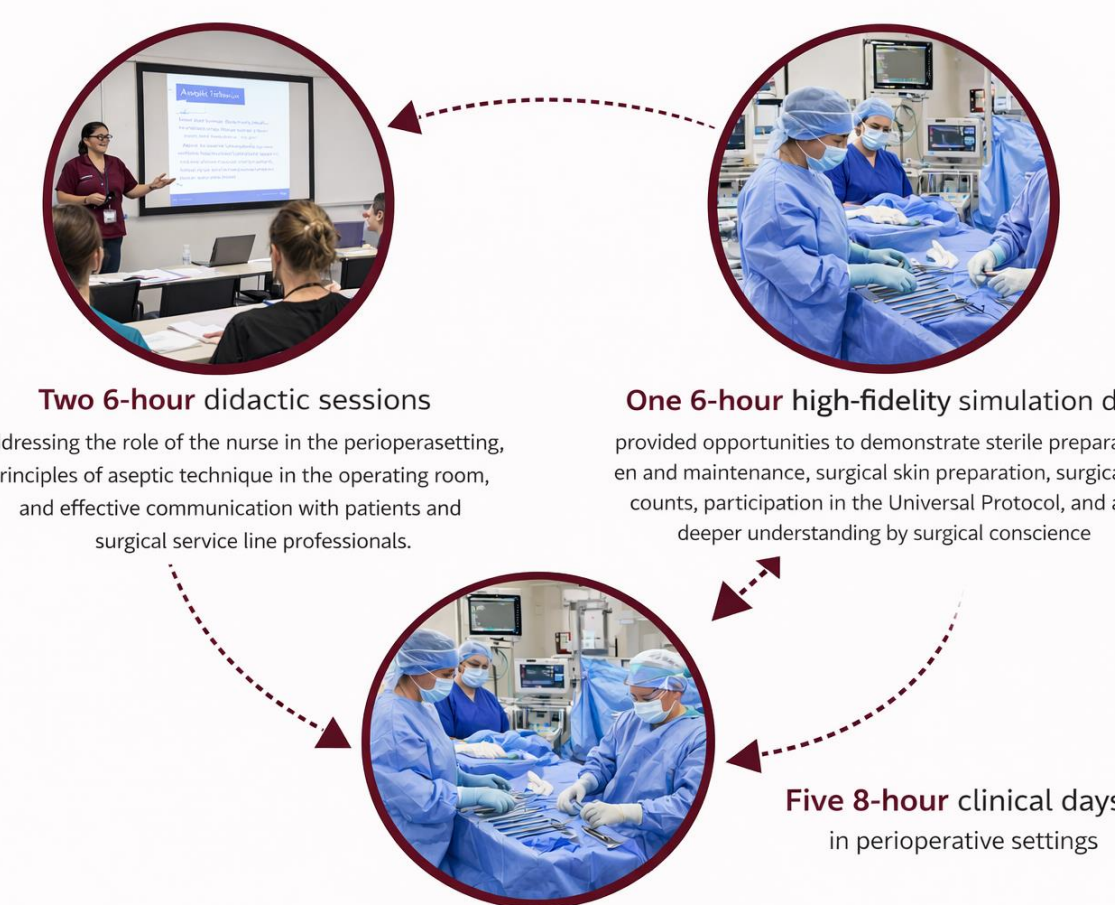 Aseptic
Two 6-hour didactic sessions
dressing the role of the nurse in the perioperasetting,
rinciples of aseptic technique in the operating room,
and effective communication with patients and
surgical service line professionals.
One 6-hour high-fidelity simulation d
provided opportunities to demonstrate sterile prepara
en and maintenance, surgical skin preparation, surgica
counts, participation in the Universal Protocol, and a
deeper understanding by surgical conscience
Five 8-hour clinical days
in perioperative settings